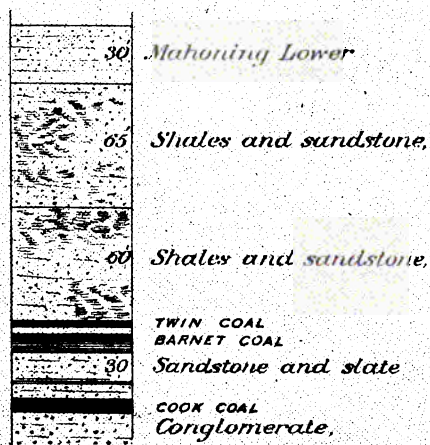 30 Mahoning Lower
65 Shales and sandstone,
60 Shales and sandstone,
TWIN COAL
BARNET COAL
30 Sandstone and slate
COOK COAL
Conglomerate,